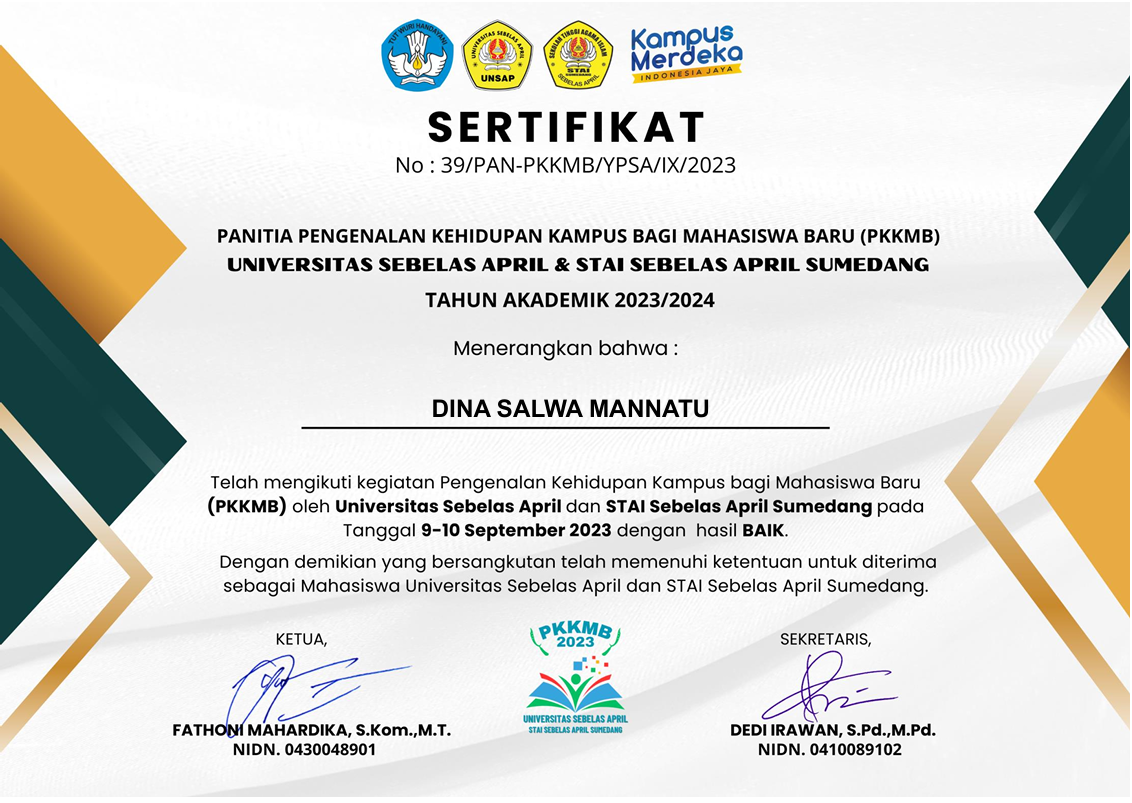 TUT WURI HANDAYANI
UNIVERSITAS SEBELAS APRIL
UNSAP
SEKOLAH TINGGI AGAMA ISLAM
STAI
SEBELAS APRIL
Kampus
Merdeka
INDONESIA JAYA
SERTIFIKAT
No : 39/PAN-PKKMB/YPSA/IX/2023
PANITIA PENGENALAN KEHIDUPAN KAMPUS BAGI MAHASISWA BARU (PKKMB)
UNIVERSITAS SEBELAS APRIL & STAI SEBELAS APRIL SUMEDANG
TAHUN AKADEMIK 2023/2024
Menerangkan bahwa :
DINA SALWA MANNATU
Telah mengikuti kegiatan Pengenalan Kehidupan Kampus bagi Mahasiswa Baru
(PKKMB) oleh Universitas Sebelas April dan STAI Sebelas April Sumedang pada
Tanggal 9-10 September 2023 dengan hasil BAIK.
Dengan demikian yang bersangkutan telah memenuhi ketentuan untuk diterima
sebagai Mahasiswa Universitas Sebelas April dan STAI Sebelas April Sumedang.
KETUA,
FATHONI MAHARDIKA, S.Kom.,M.T.
NIDN. 0430048901
PKKMB
2023
UNIVERSITAS SEBELAS APRIL
STAI SEBELAS APRIL SUMEDANG
SEKRETARIS,
DEDI IRAWAN, S.Pd.,M.Pd.
NIDN. 0410089102